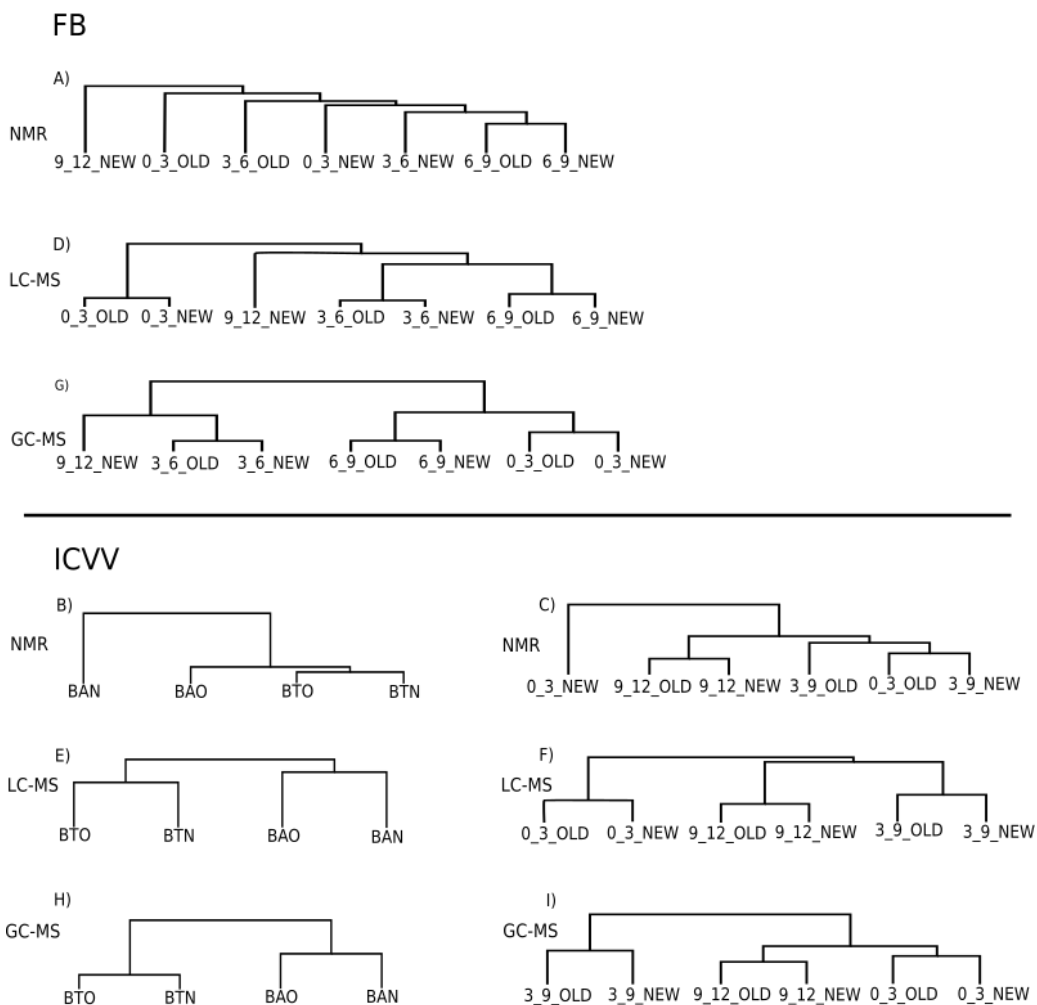 FB
A)
NMR
9_12_NEW 0_3_OLD 3_6_OLD 0_3_NEW 3_6_NEW 6_9_OLD 6_9_NEW
D)
LC-MS
0_3_OLD 0_3_NEW 9_12_NEW 3_6_OLD 3_6_NEW 6_9_OLD 6_9_NEW
G)
GC-MS
9_12_NEW 3_6_OLD 3_6_NEW 6_9_OLD 6_9_NEW 0_3_OLD 0_3_NEW
ICVV
B)
NMR
BAN BAO BTO BTN
C)
NMR
0_3_NEW 9_12_OLD 9_12_NEW 3_9_OLD 0_3_OLD 3_9_NEW
E)
LC-MS
BTO BTN BAO BAN
F)
LC-MS
0_3_OLD 0_3_NEW 9_12_OLD 9_12_NEW 3_9_OLD 3_9_NEW
H)
GC-MS
BTO BTN BAO BAN
I)
GC-MS
3_9_OLD 3_9_NEW 9_12_OLD 9_12_NEW 0_3_OLD 0_3_NEW